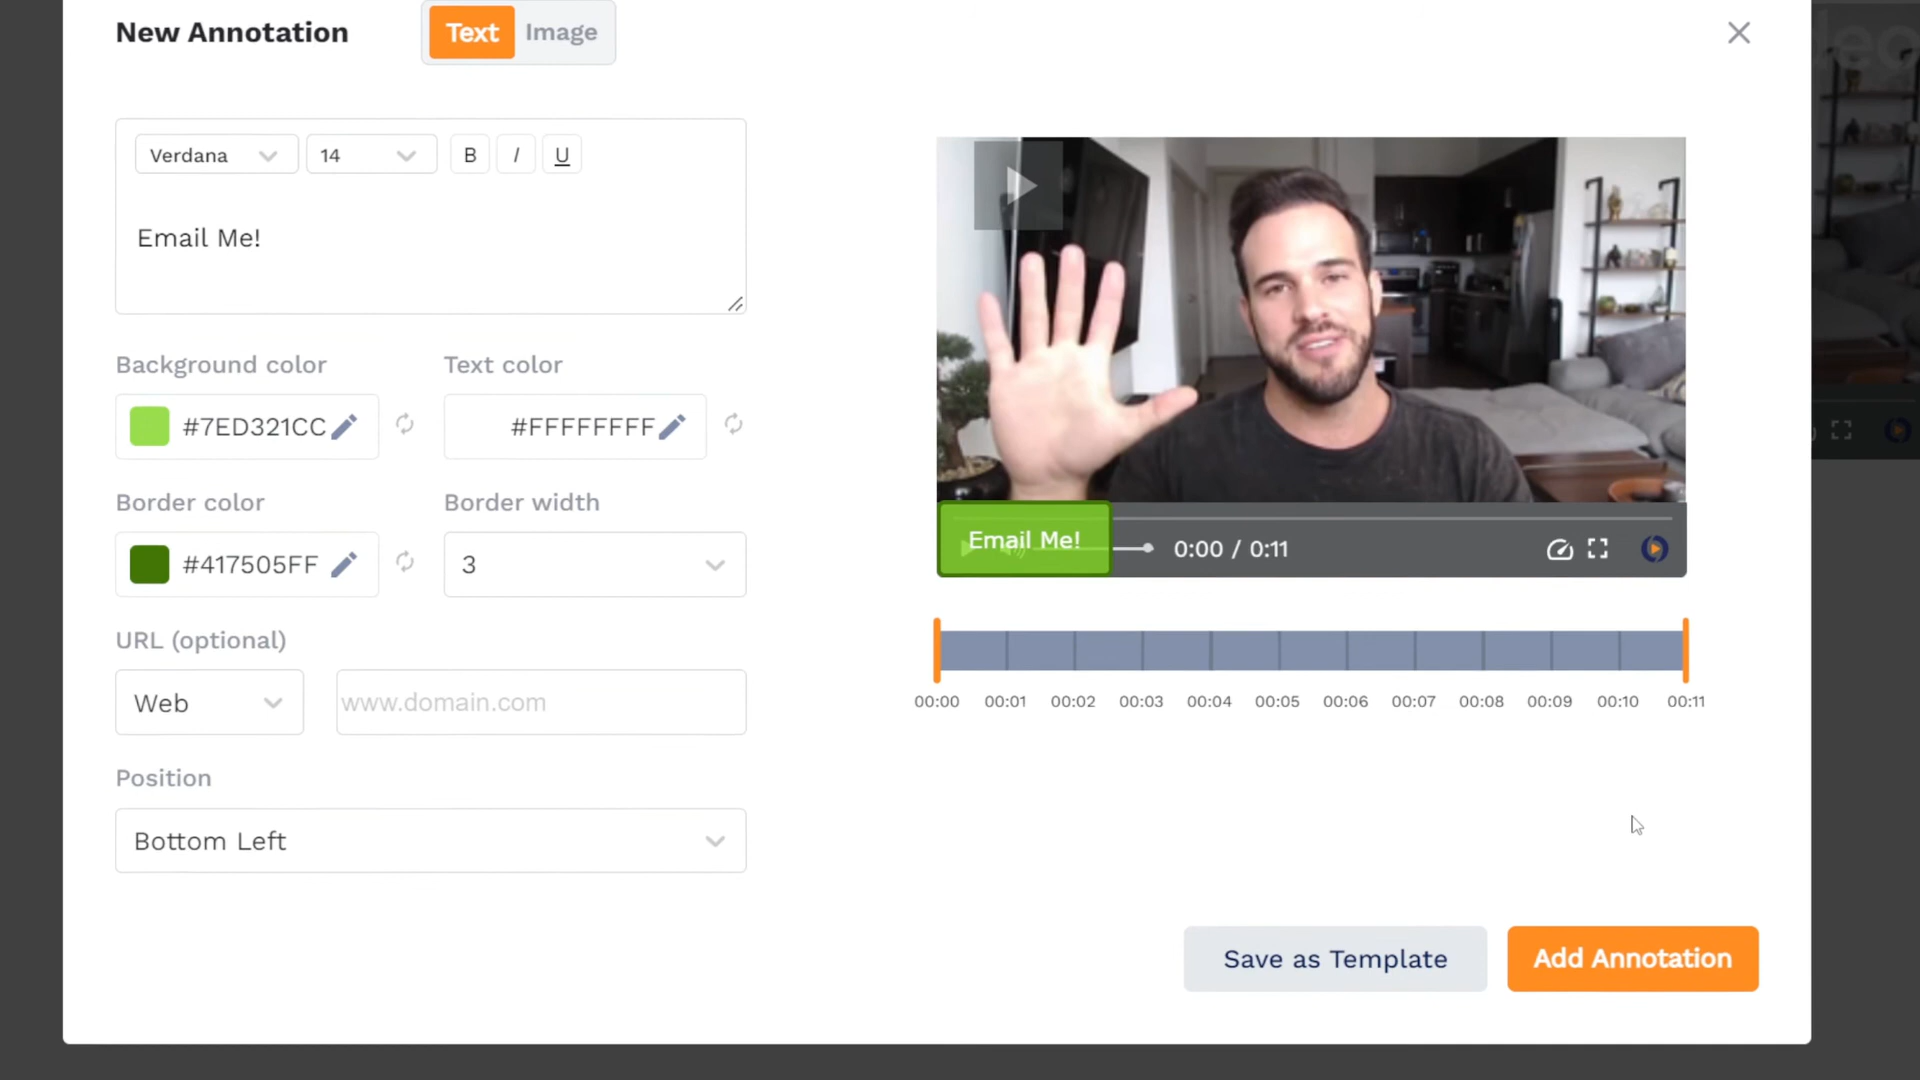 New Annotation
Text Image
Verdana 14 B I U
Email Me!
Background color Text color
#7ED321CC #FFFFFFFF
Border color Border width
#417505FF 3
URL (optional)
Web www.domain.com
Position
Bottom Left
Email Me! 0:00 / 0:11
00:00 00:01 00:02 00:03 00:04 00:05 00:06 00:07 00:08 00:09 00:10 00:11
Save as Template Add Annotation